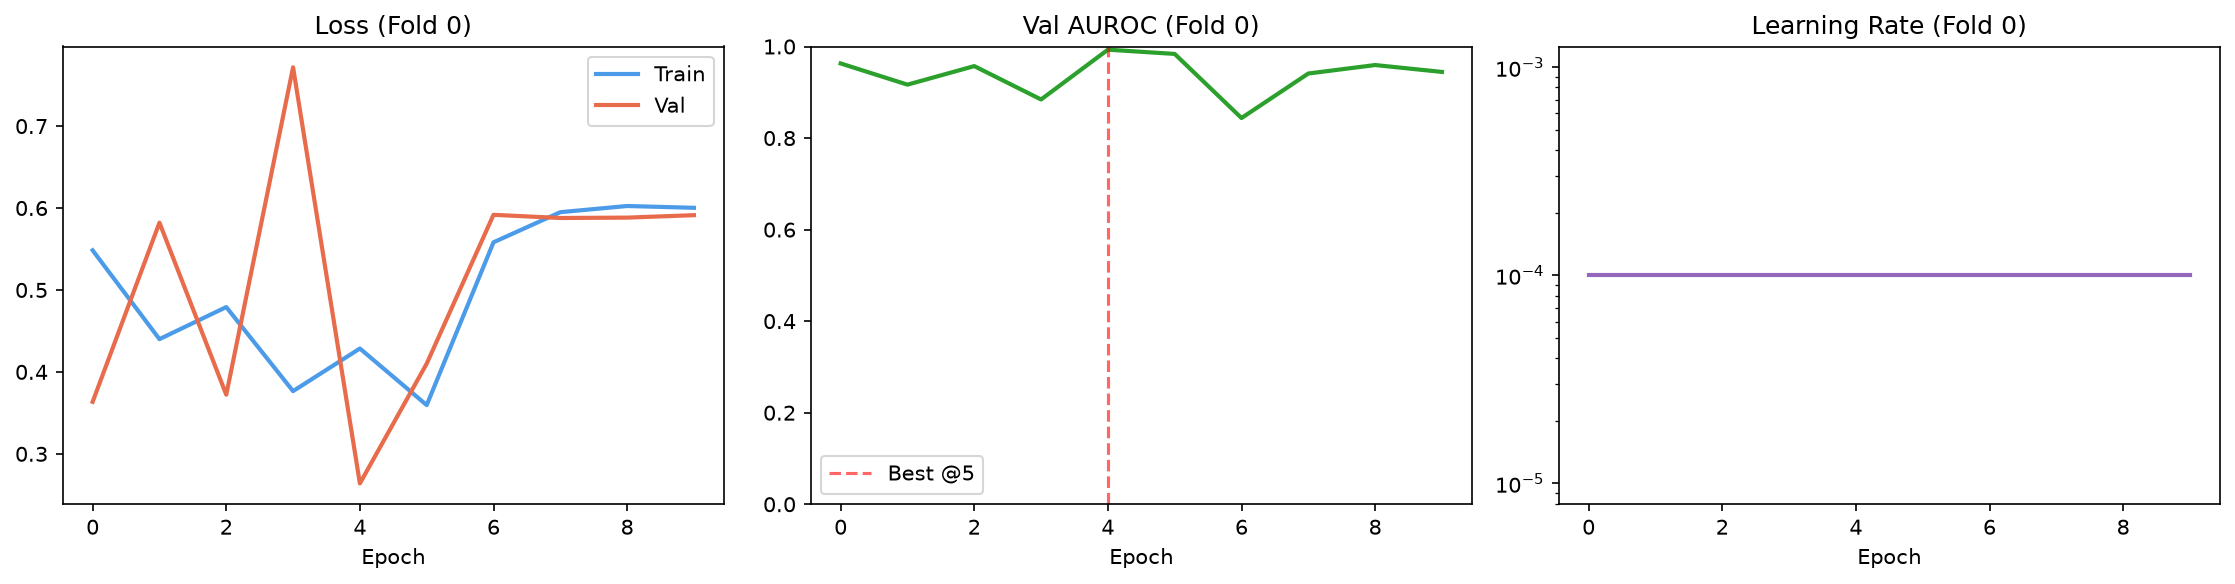 Loss (Fold 0)
Train
Val
0.7
0.6
0.5
0.4
0.3
0 2 4 6 8
Epoch
Val AUROC (Fold 0)
1.0
0.8
0.6
0.4
0.2
0.0
Best @5
0 2 4 6 8
Epoch
Learning Rate (Fold 0)
10⁻³
10⁻⁴
10⁻⁵
0 2 4 6 8
Epoch